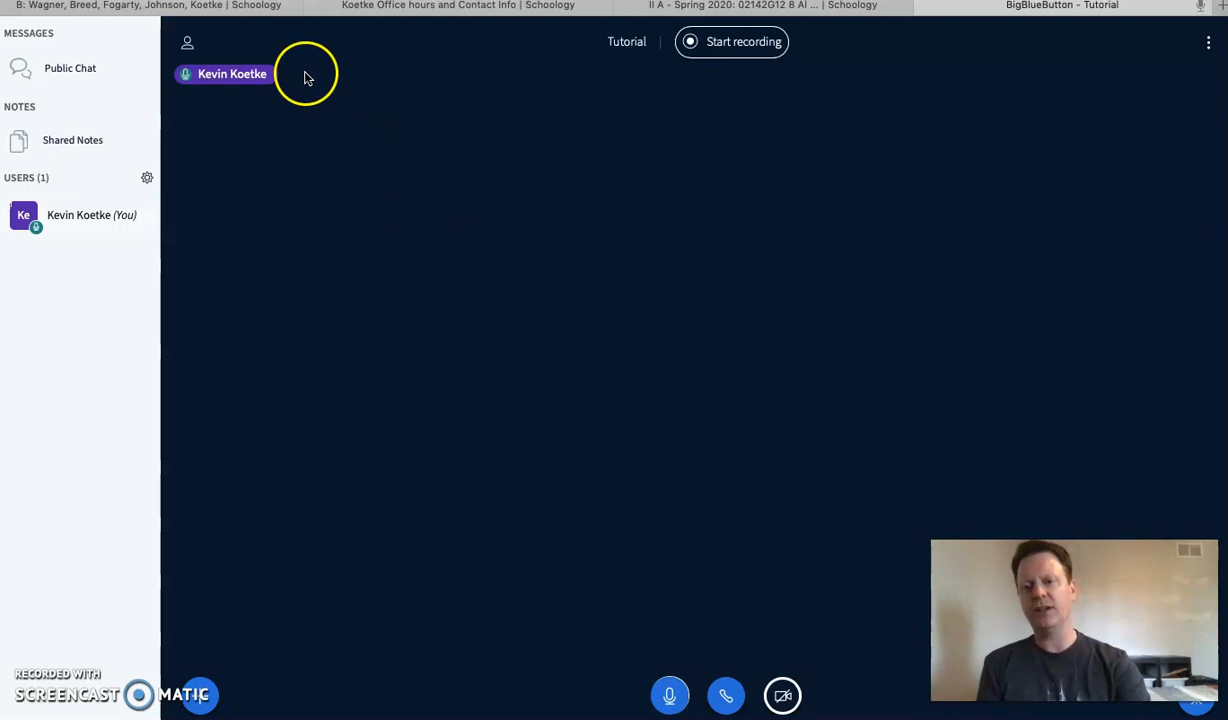 B: Wagner, Breed, Fogarty, Johnson, Koetke | Schoology
Koetke Office hours and Contact Info | Schoology
II A - Spring 2020: 02142G12 8 Al ... | Schoology
BigBlueButton - Tutorial
MESSAGES
Public Chat
NOTES
Shared Notes
USERS (1)
Ke
Kevin Koetke (You)
Tutorial
Start recording
Kevin Koetke
RECORDED WITH
SCREENCAST MATIC